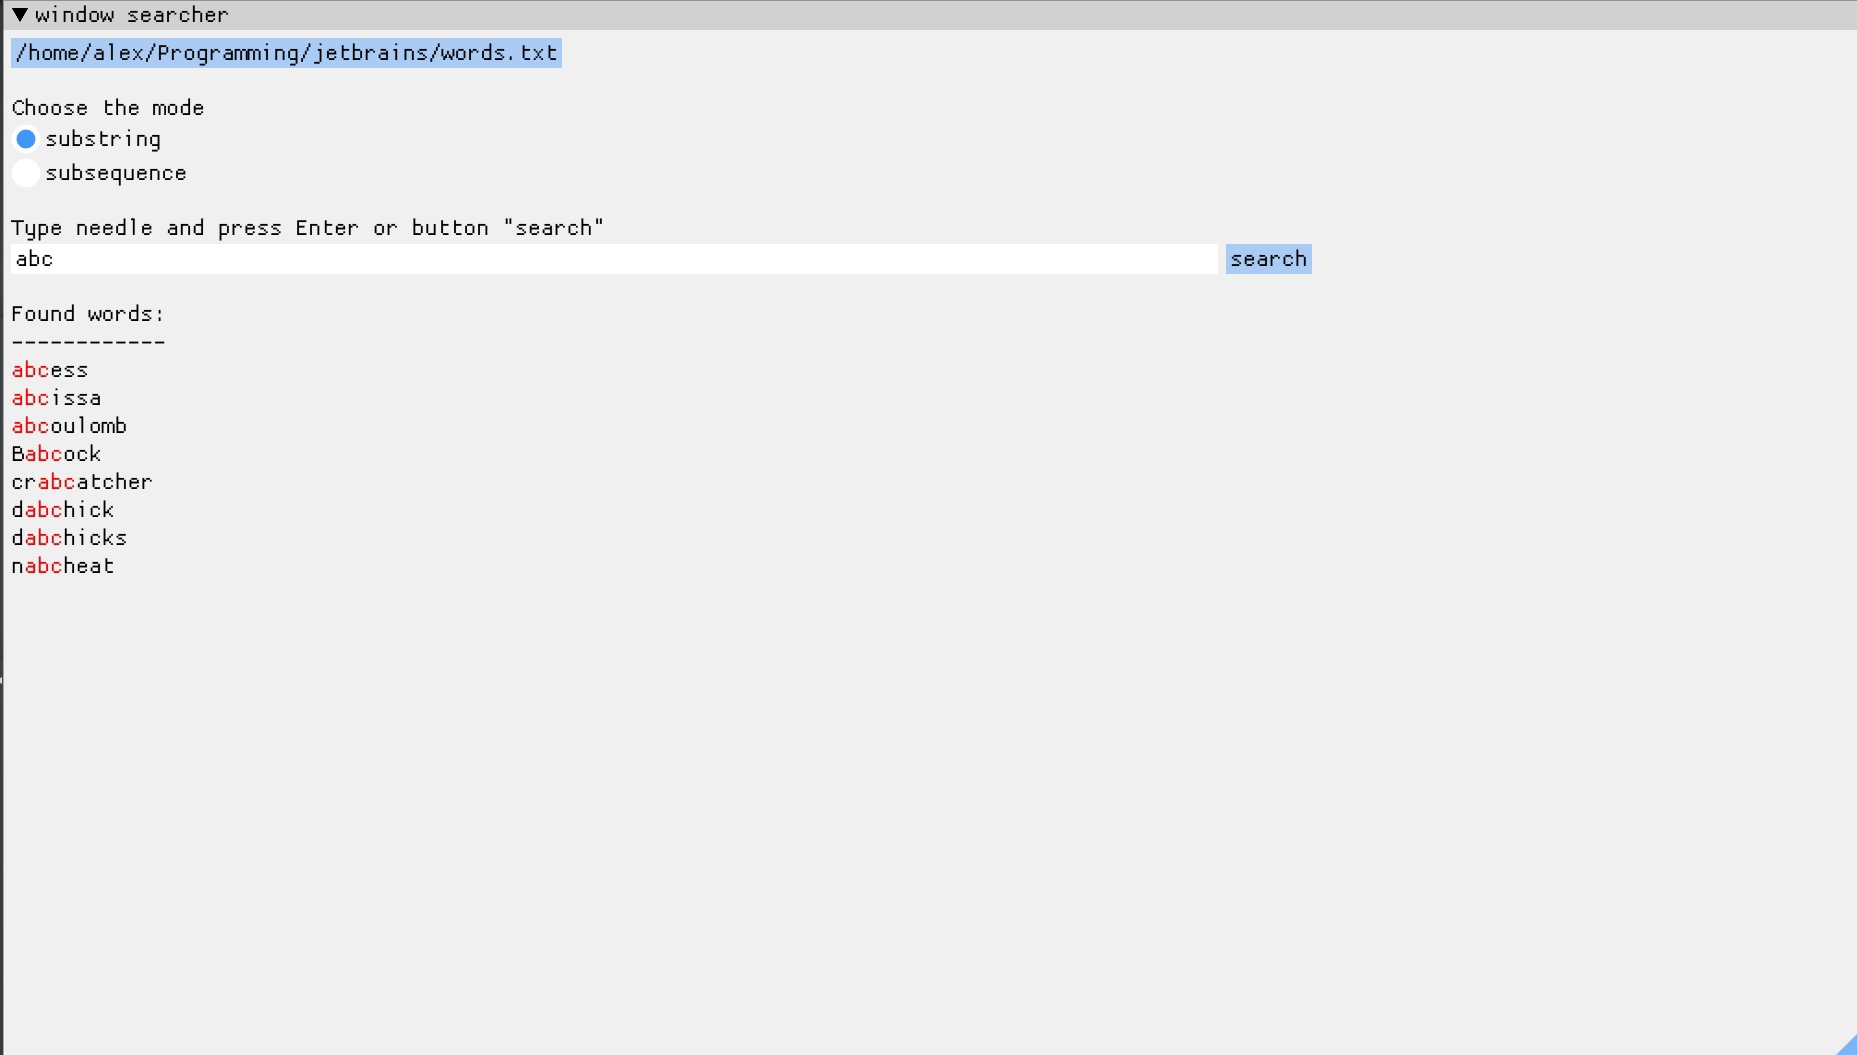 window searcher
/home/alex/Programming/jetbrains/words.txt
Choose the mode
substring
subsequence
Type needle and press Enter or button "search"
abc search
Found words:
------------
abcess
abcissa
abcoulomb
Babcock
crabcatcher
dabchick
dabchicks
nabcheat